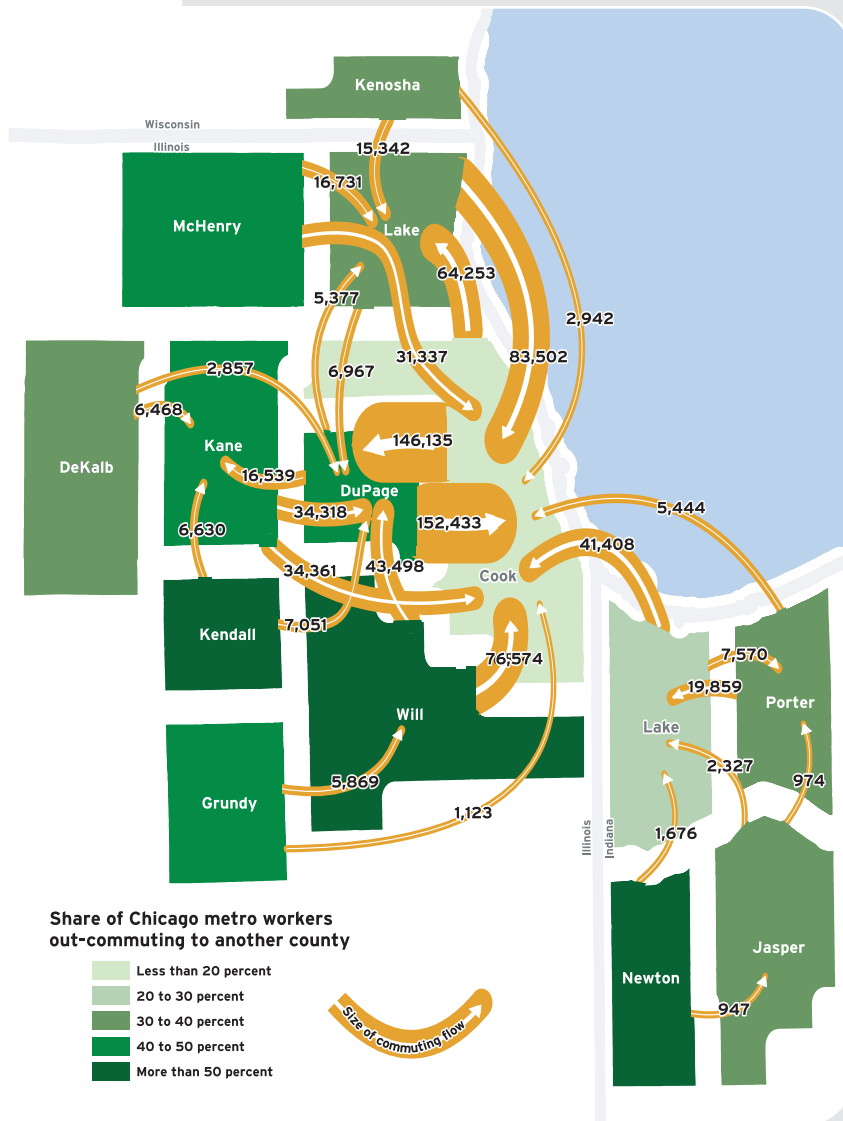 Kenosha
Wisconsin
Illinois
15,342
16,731
McHenry
Lake
64,253
5,377
2,942
31,337
83,502
2,857
6,967
6,468
146,135
Kane
DeKalb
16,539
DuPage
34,318
152,433
5,444
6,630
41,408
34,361
43,498
Cook
7,051
Kendall
76,574
7,570
19,859
Porter
Will
Lake
2,327
974
5,869
Grundy
1,123
1,676
Illinois
Indiana
Share of Chicago metro workers
out-commuting to another county
Less than 20 percent
20 to 30 percent
30 to 40 percent
40 to 50 percent
More than 50 percent
Size of commuting flow
Jasper
Newton
947